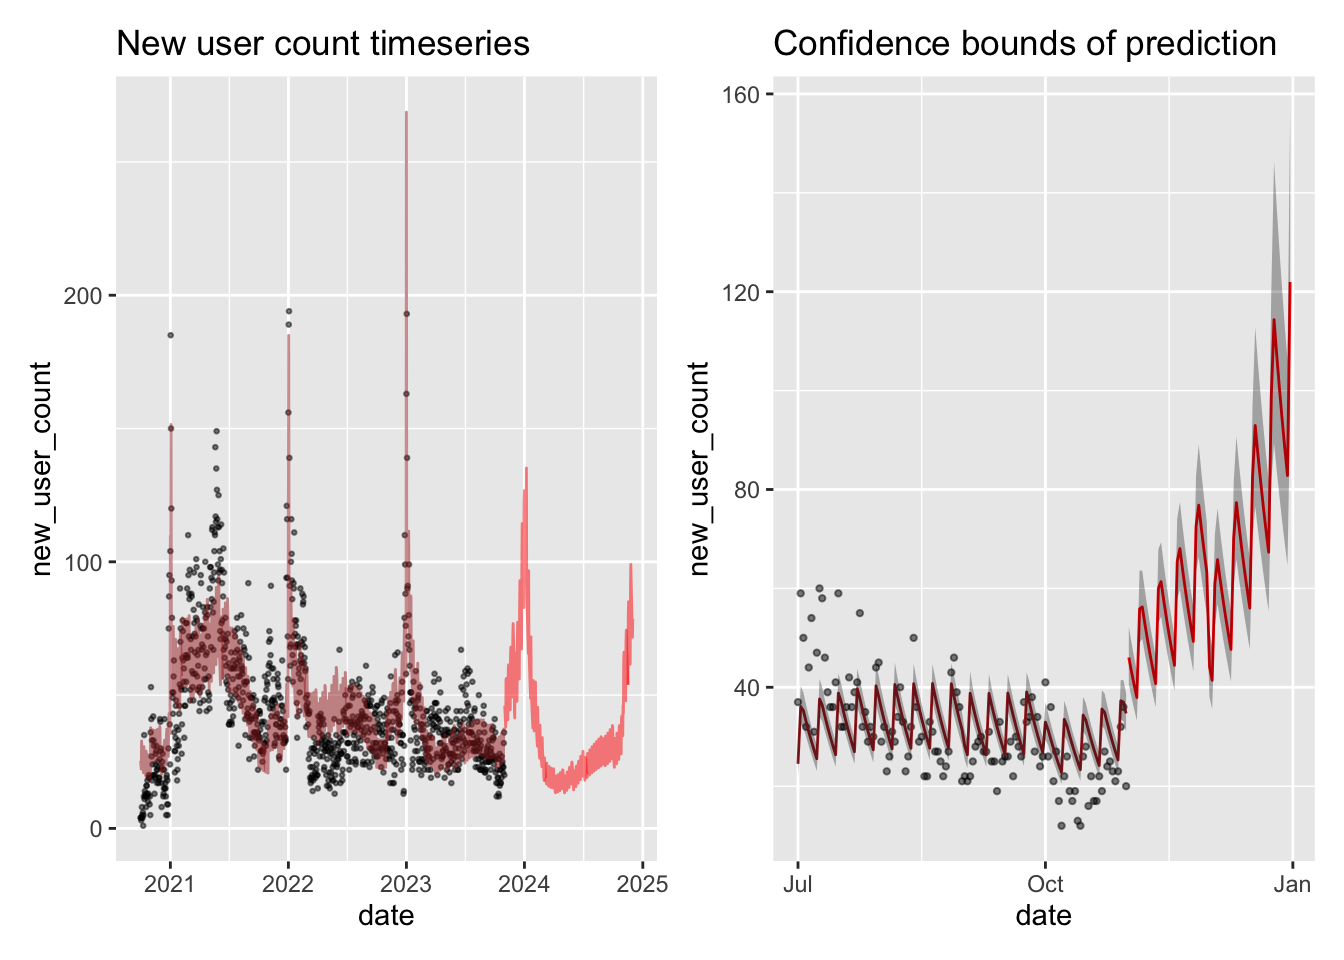 New user count timeseries
new_user_count
200
100
0
2021 2022 2023 2024 2025
date
Confidence bounds of prediction
new_user_count
160
120
80
40
Jul Oct Jan
date